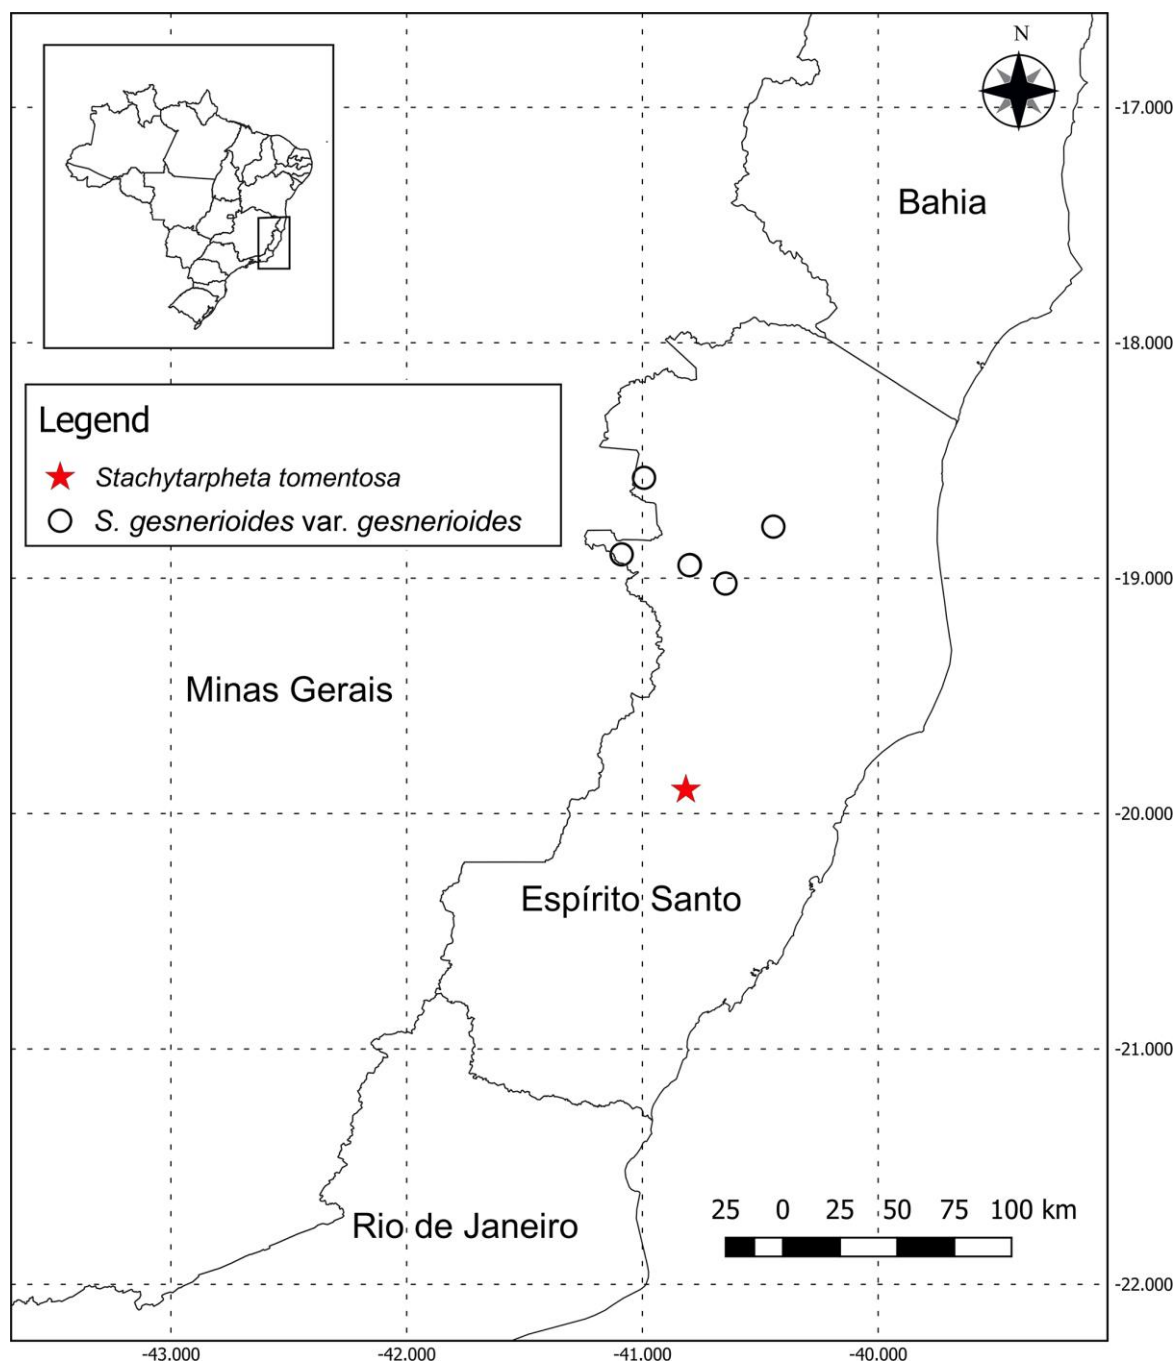 N
-17.000
Bahia
-18.000
Legend
Stachytarpheta tomentosa
S. gesnerioides var. gesnerioides
-19.000
Minas Gerais
-20.000
Espírito Santo
-21.000
25 0 25 50 75 100 km
Rio de Janeiro
-22.000
-43.000 -42.000 -41.000 -40.000